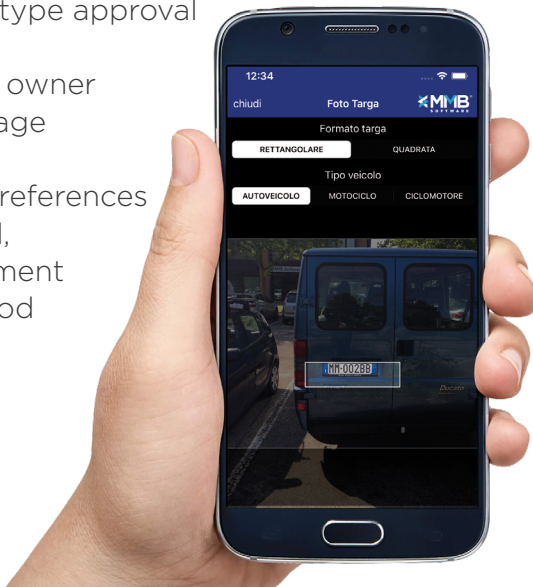 type approval
owner
age
references
l,
ment
od
12:34
chiudi
Foto Targa
MMB
SOFTWARE
Formato targa
RETTANGOLARE
QUADRATA
Tipo veicolo
AUTOVEICOLO
MOTOCICLO
CICLOMOTORE
MM-002BB
Ducato